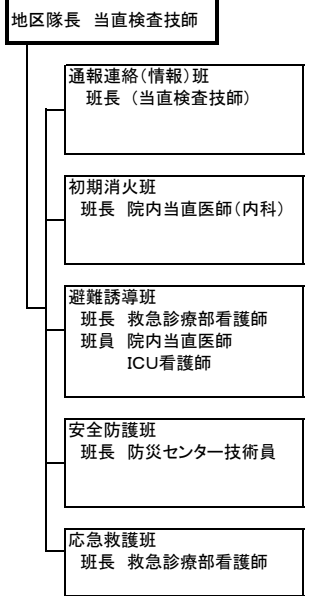 地区隊長 当直検査技師
通報連絡(情報)班
班長 (当直検査技師)
初期消火班
班長 院内当直医師(内科)
避難誘導班
班長 救急診療部看護師
班員 院内当直医師
ICU看護師
安全防護班
班長 防災センター技術員
応急救護班
班長 救急診療部看護師